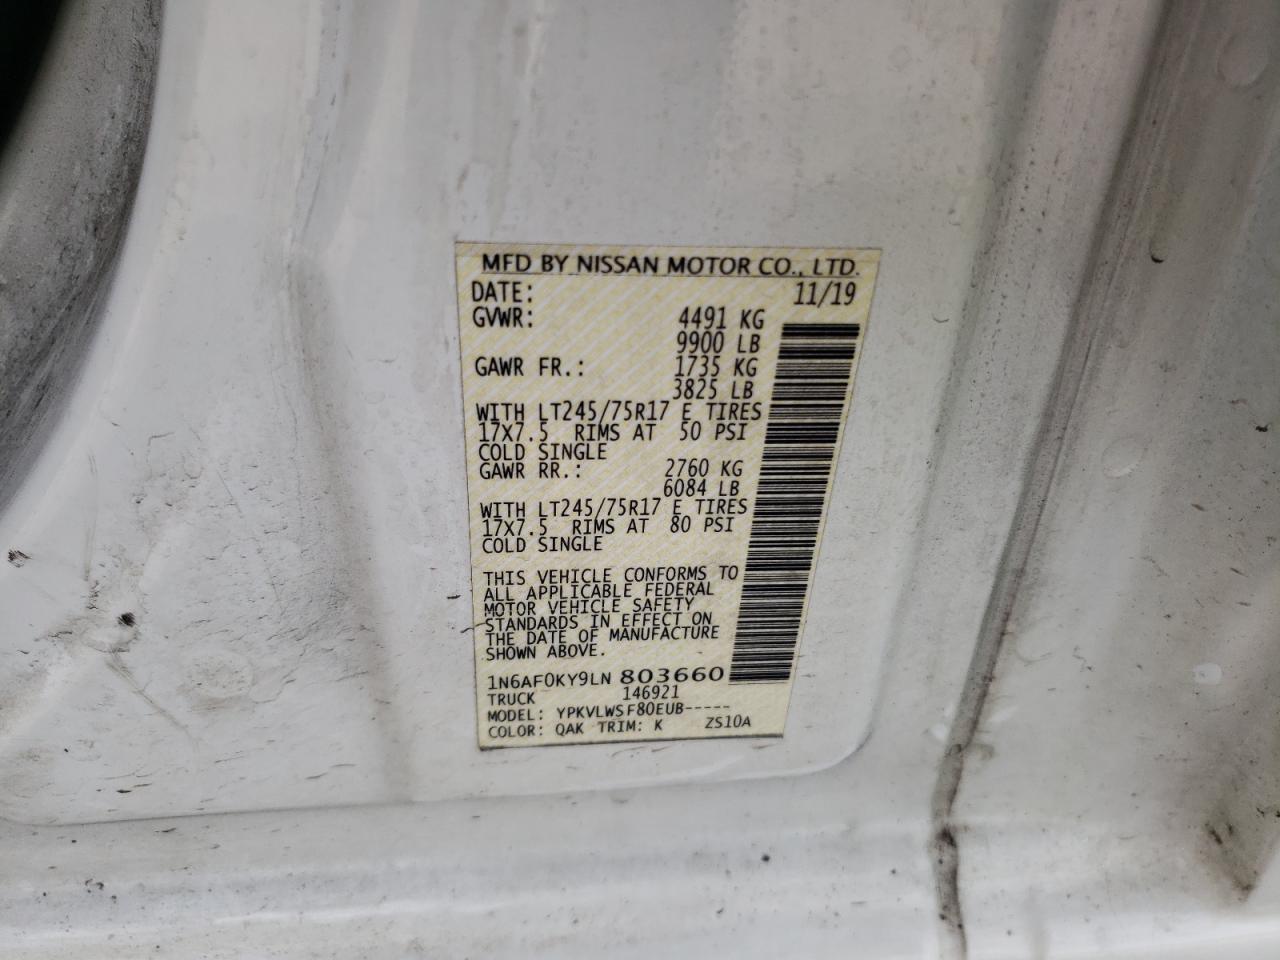 MFD BY NISSAN MOTOR CO., LTD.
DATE: 11/19
GVWR: 4491 KG
9900 LB
GAWR FR.: 1735 KG
3825 LB
WITH LT245/75R17 E TIRES
17X7.5 RIMS AT 50 PSI
COLD SINGLE
GAWR RR.: 2760 KG
6084 LB
WITH LT245/75R17 E TIRES
17X7.5 RIMS AT 80 PSI
COLD SINGLE
THIS VEHICLE CONFORMS TO
ALL APPLICABLE FEDERAL
MOTOR VEHICLE SAFETY
STANDARDS IN EFFECT ON
THE DATE OF MANUFACTURE
SHOWN ABOVE.
1N6AF0KY9LN 803660
TRUCK 146921
MODEL: YPKVLWSF80EUB-----
COLOR: QAK TRIM: K ZS10A